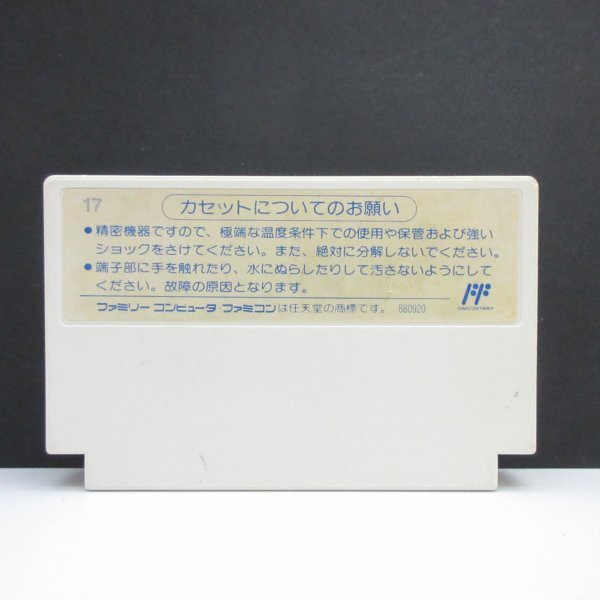 17
カセットについてのお願い
●精密機器ですので、極端な温度条件下での使用や保管および強い
ショックをさけてください。また、絶対に分解しないでください。
●端子部に手を触れたり、水にぬらしたりして汚さないようにして
ください。故障の原因となります。
ファミリーコンピュータ・ファミコンは任天堂の商標です。 880920
FAMICOM FAMILY